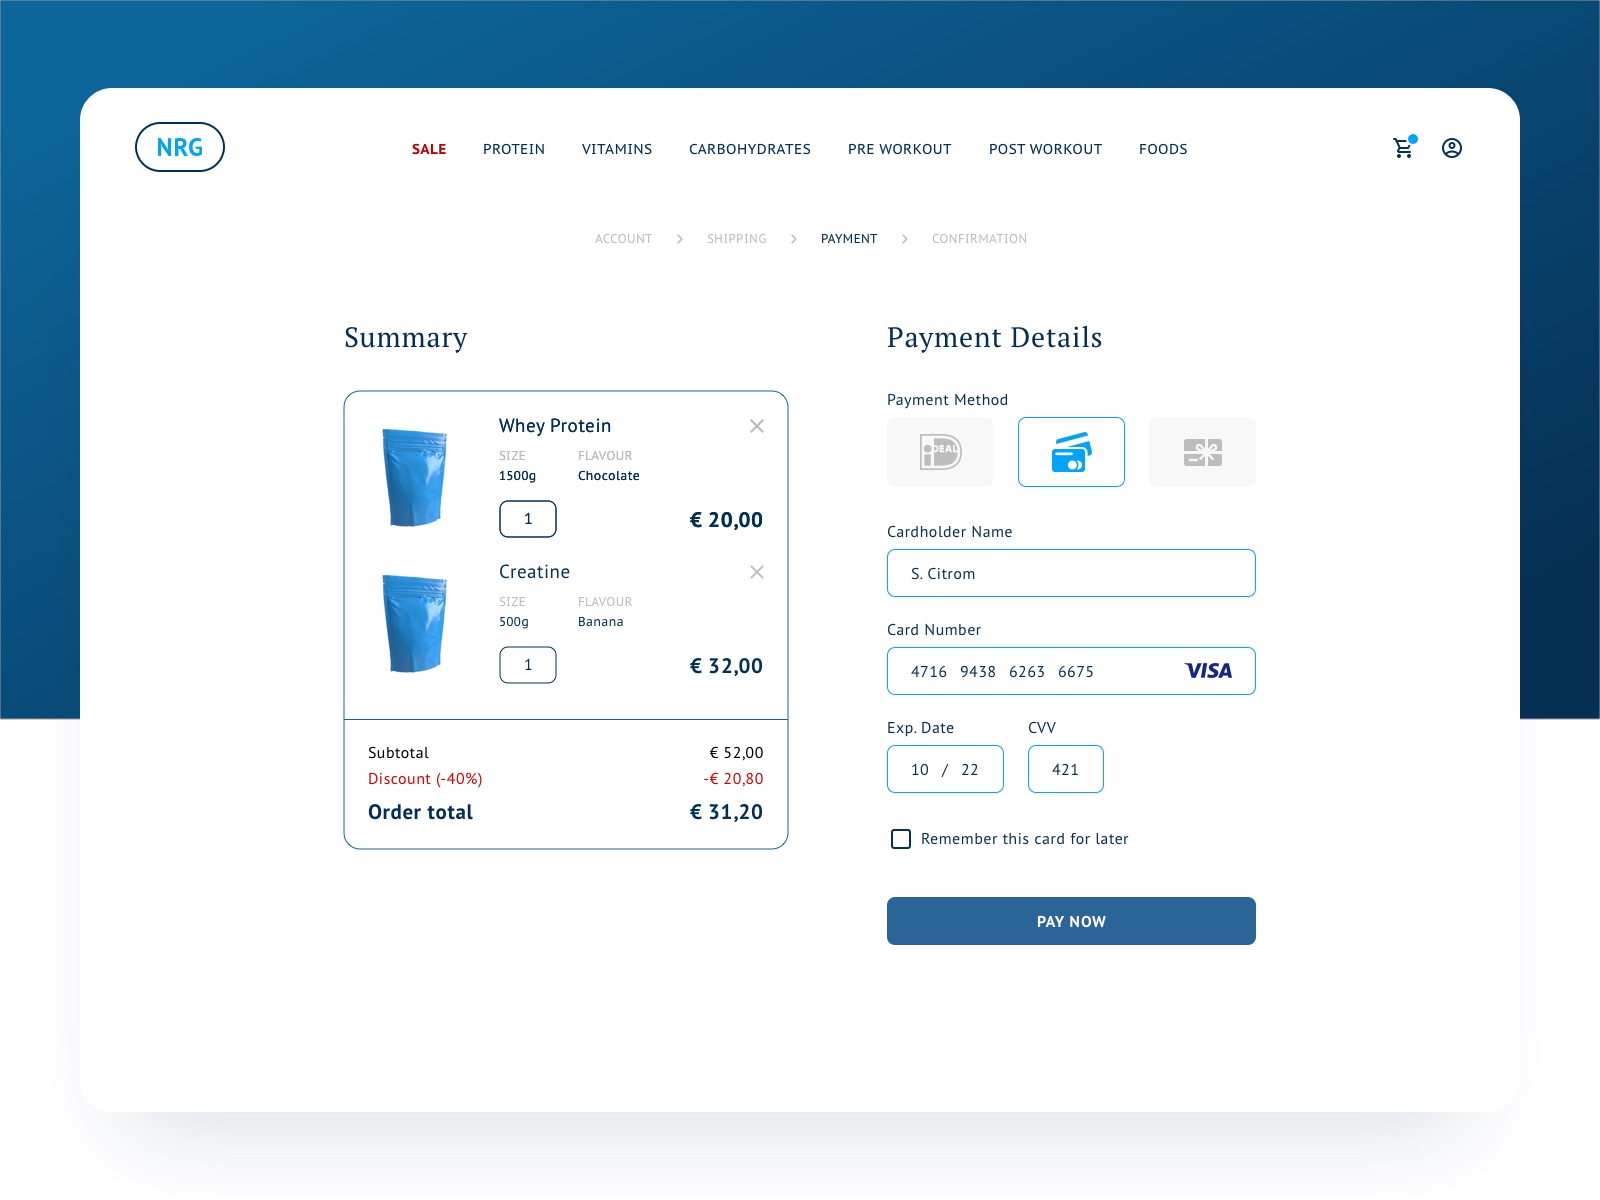 NRG
SALE PROTEIN VITAMINS CARBOHYDRATES PRE WORKOUT POST WORKOUT FOODS
ACCOUNT SHIPPING PAYMENT CONFIRMATION
Summary
Whey Protein
SIZE FLAVOUR
1500g Chocolate
1 € 20,00
Creatine
SIZE FLAVOUR
500g Banana
1 € 32,00
Subtotal € 52,00
Discount (-40%) -€ 20,80
Order total € 31,20
Payment Details
Payment Method
iDEAL
Cardholder Name
S. Citrom
Card Number
4716 9438 6263 6675 VISA
Exp. Date CVV
10 / 22 421
Remember this card for later
PAY NOW